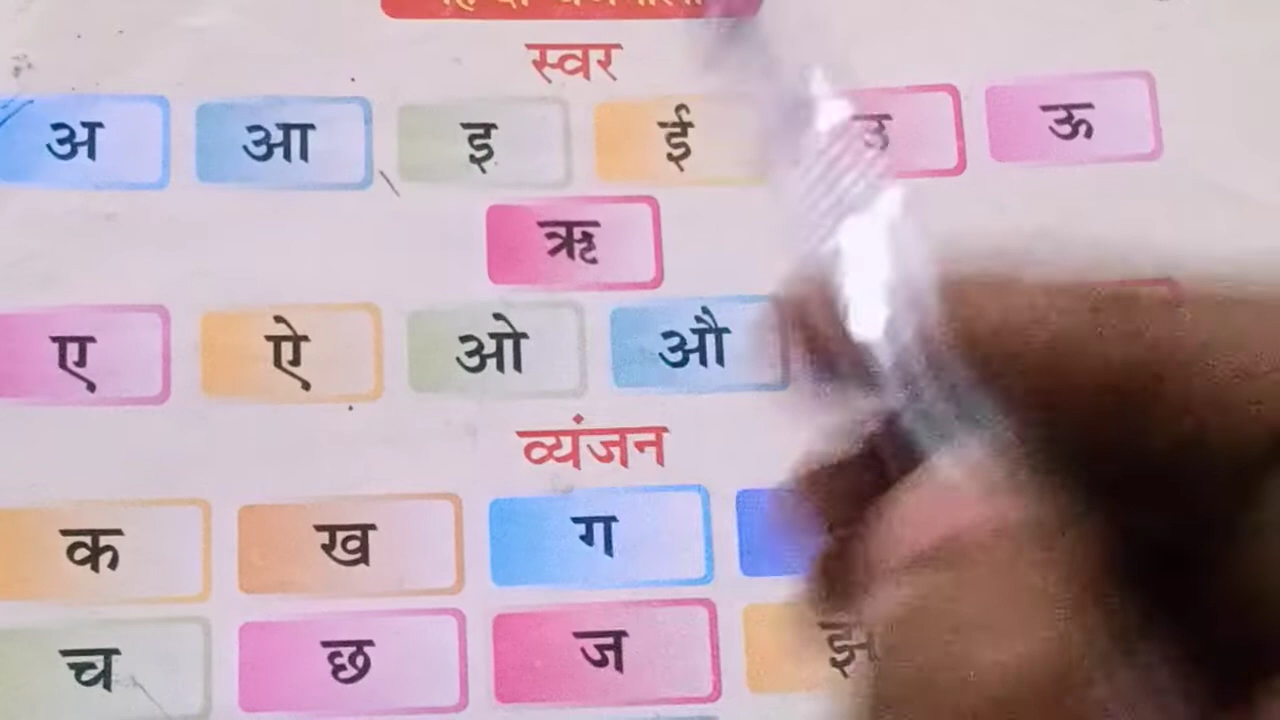 स्वर
अ आ इ ई उ ऊ
ऋ
ए ऐ ओ औ
व्यंजन
क ख ग
च छ ज झ